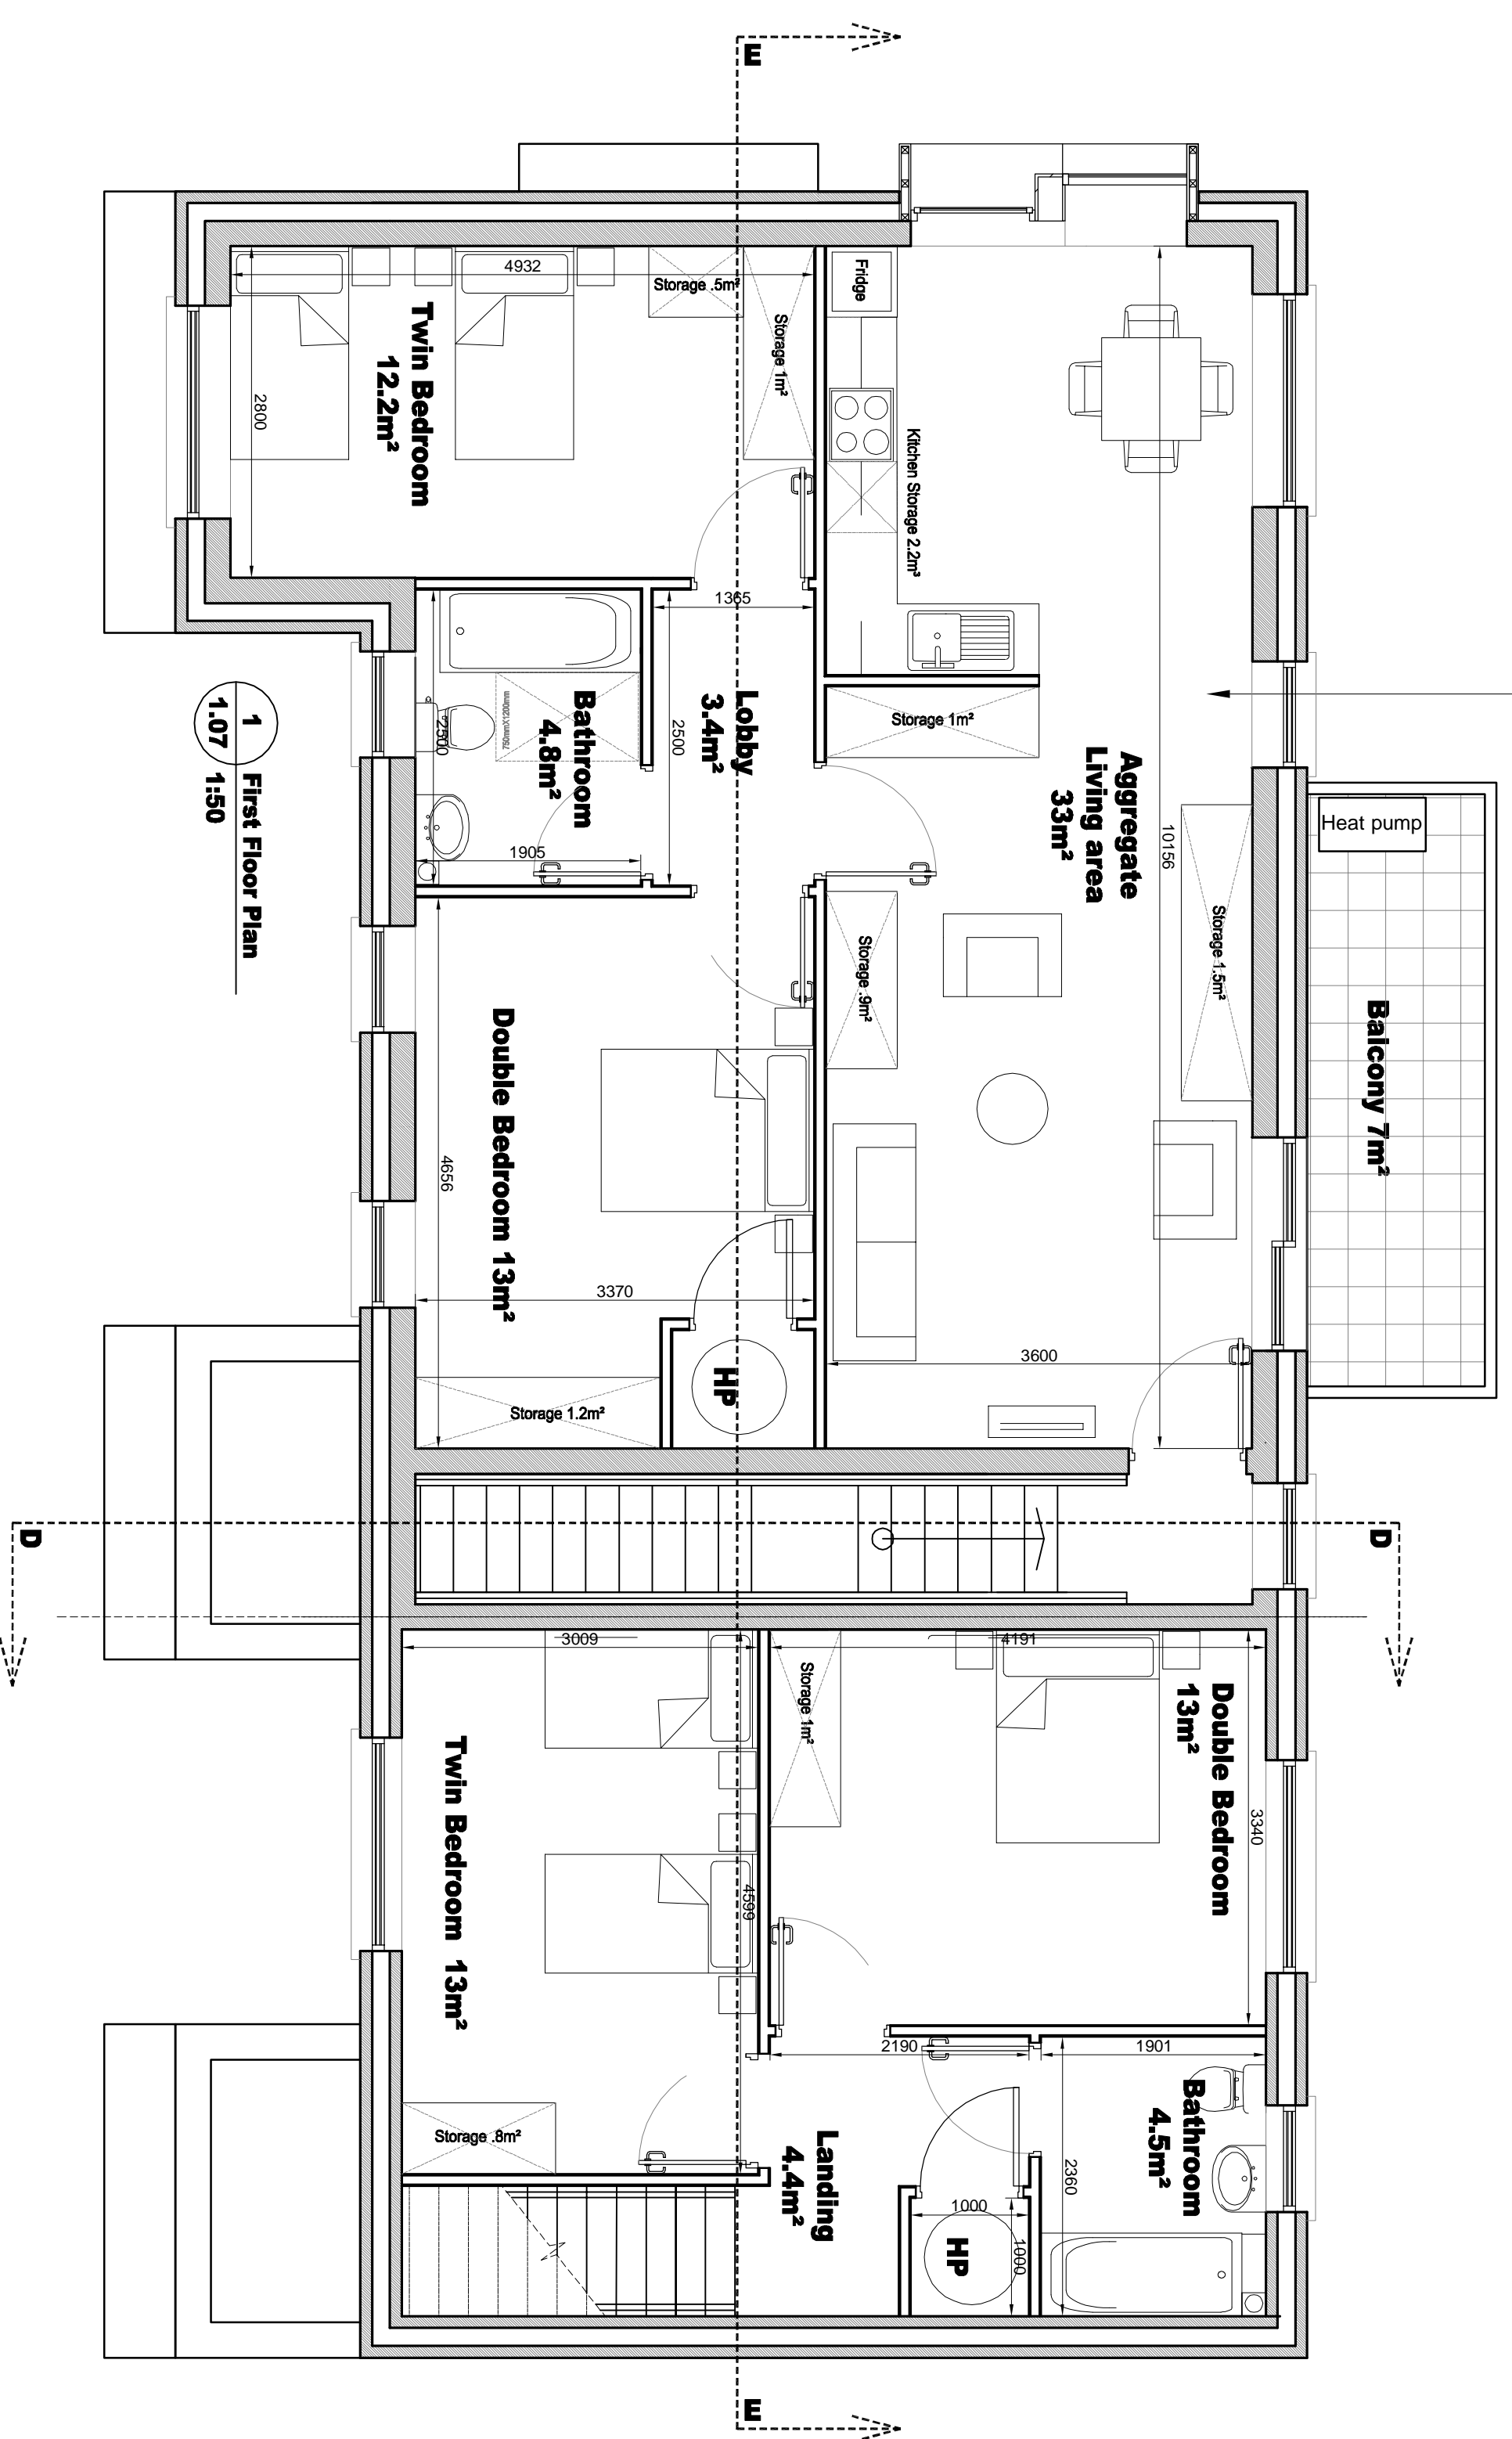 E
Fridge
4932
Storage .5m²
Storage 1m²
Twin Bedroom
12.2m²
2800
Kitchen Storage 2.2m³
1365
Lobby
3.4m²
2500
Bathroom
4.8m²
760mmX1200mm
2500
1905
Storage 1m²
Aggregate
Living area
33m²
10156
Heat pump
Storage 1.5m²
Balcony 7m²
Storage .9m²
1
1.07
First Floor Plan
1:50
Double Bedroom 13m²
4656
3370
3600
HP
Storage 1.2m²
D
D
3009
4191
Storage 1m²
Double Bedroom
13m²
3340
Twin Bedroom 13m²
4599
2190
1901
Bathroom
4.5m²
2360
Storage .8m²
Landing
4.4m²
1000
1000
HP
E